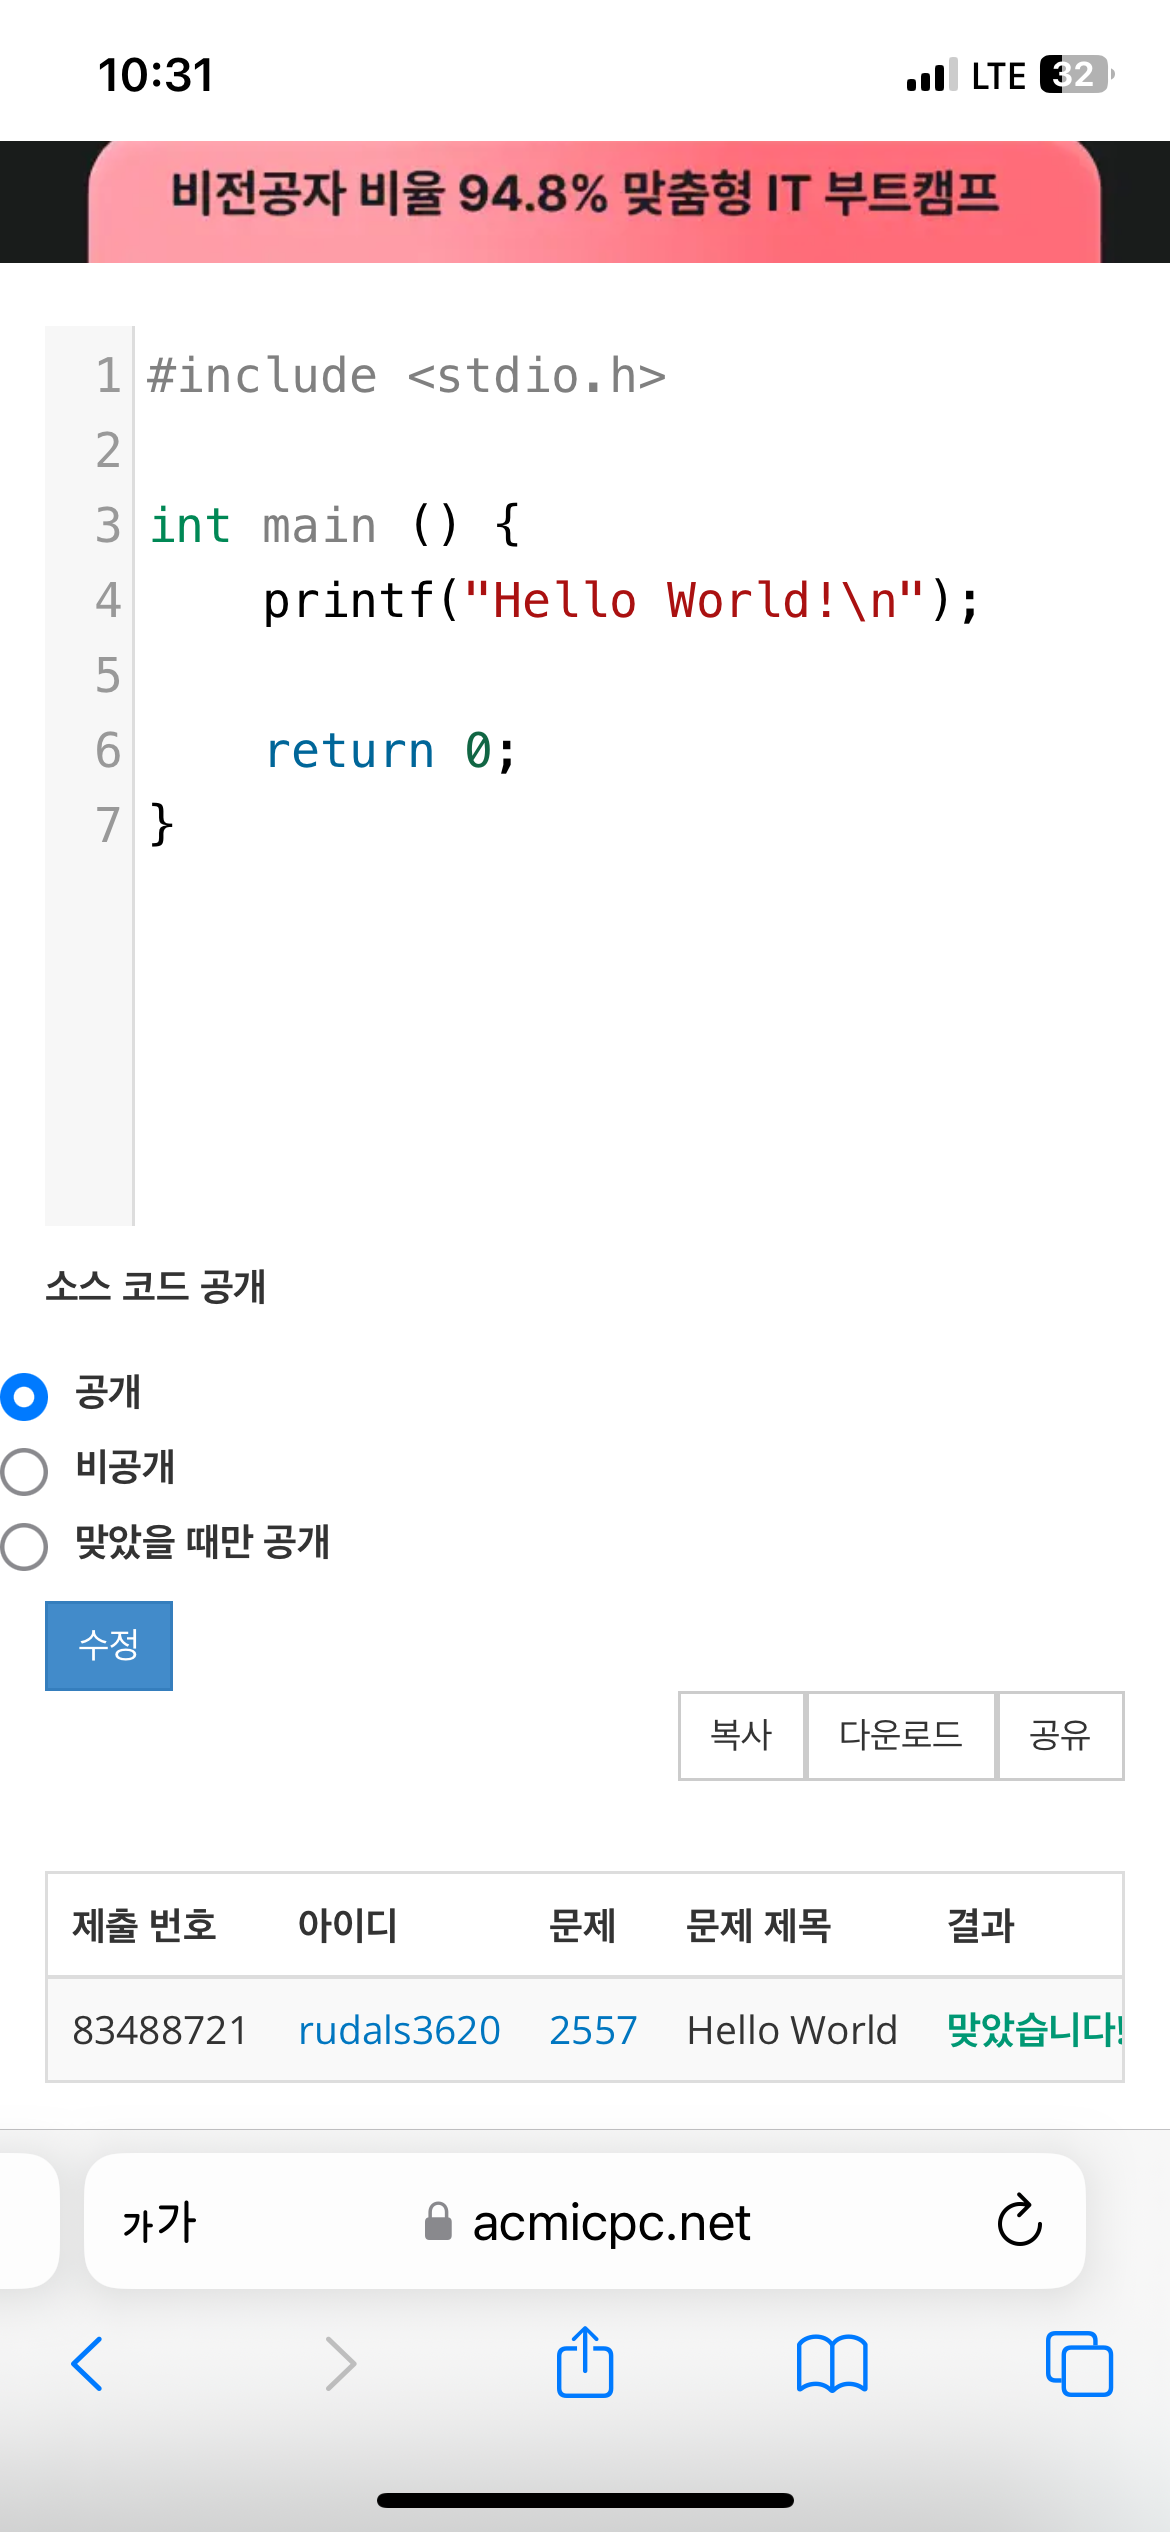 10:31 LTE 32
비전공자 비율 94.8% 맞춤형 IT 부트캠프
1 #include <stdio.h>
2
3 int main () {
4 printf("Hello World!\n");
5
6 return 0;
7 }
소스 코드 공개
공개
비공개
맞았을 때만 공개
수정
복사 다운로드 공유
제출 번호 아이디 문제 문제 제목 결과
83488721 rudals3620 2557 Hello World 맞았습니다!
가가 acmicpc.net